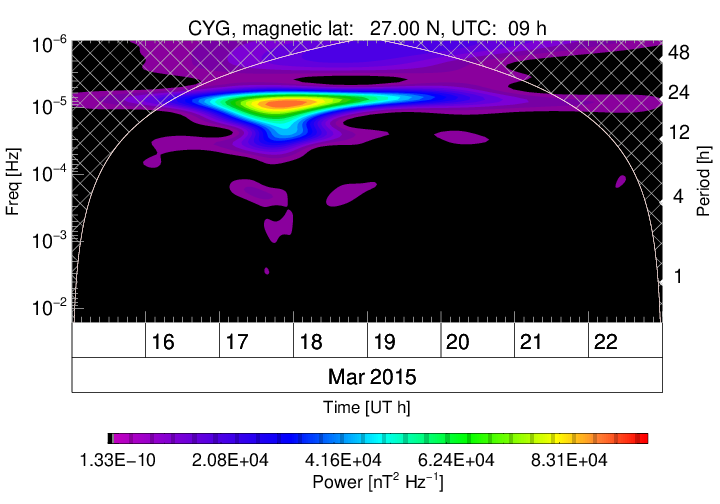 CYG, magnetic lat: 27.00 N, UTC: 09 h
10⁻⁶
10⁻⁵
10⁻⁴
10⁻³
10⁻²
Freq [Hz]
48
24
12
4
1
Period [h]
16 17 18 19 20 21 22
Mar 2015
Time [UT h]
1.33E−10 2.08E+04 4.16E+04 6.24E+04 8.31E+04
Power [nT² Hz⁻¹]